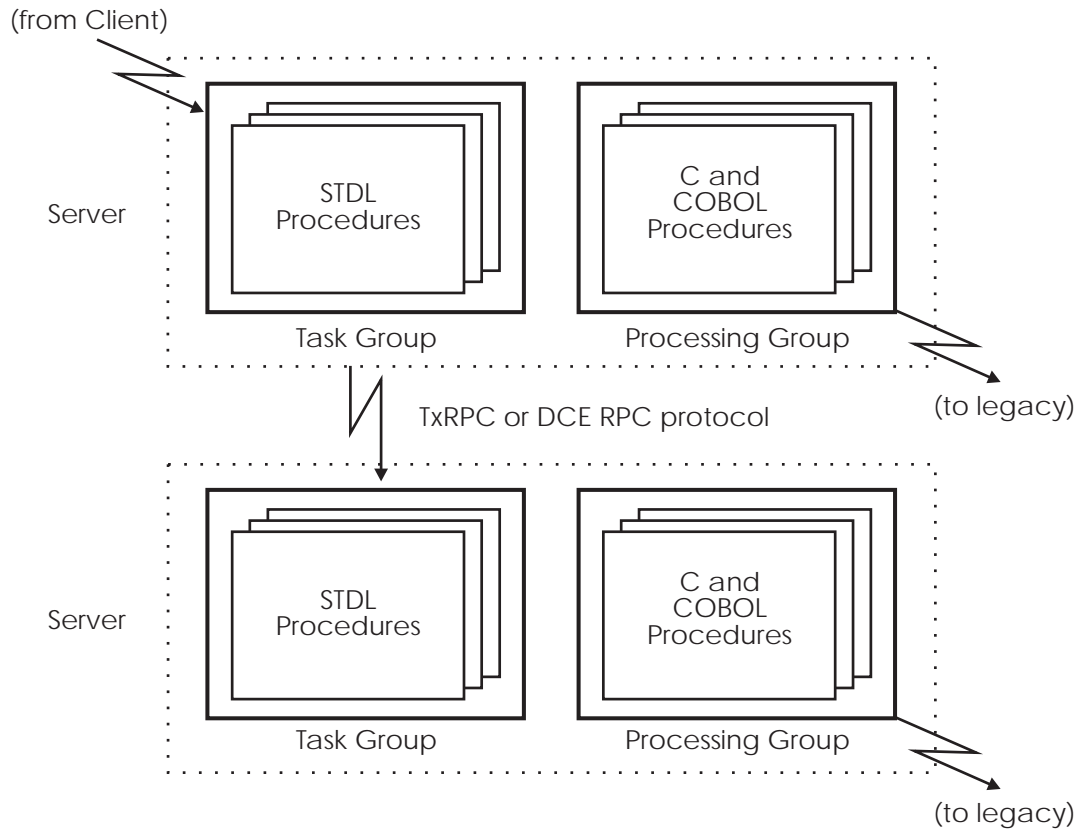 (from Client)
STDL
Procedures
C and
COBOL
Procedures
Server
Task Group
Processing Group
(to legacy)
TxRPC or DCE RPC protocol
STDL
Procedures
C and
COBOL
Procedures
Server
Task Group
Processing Group
(to legacy)